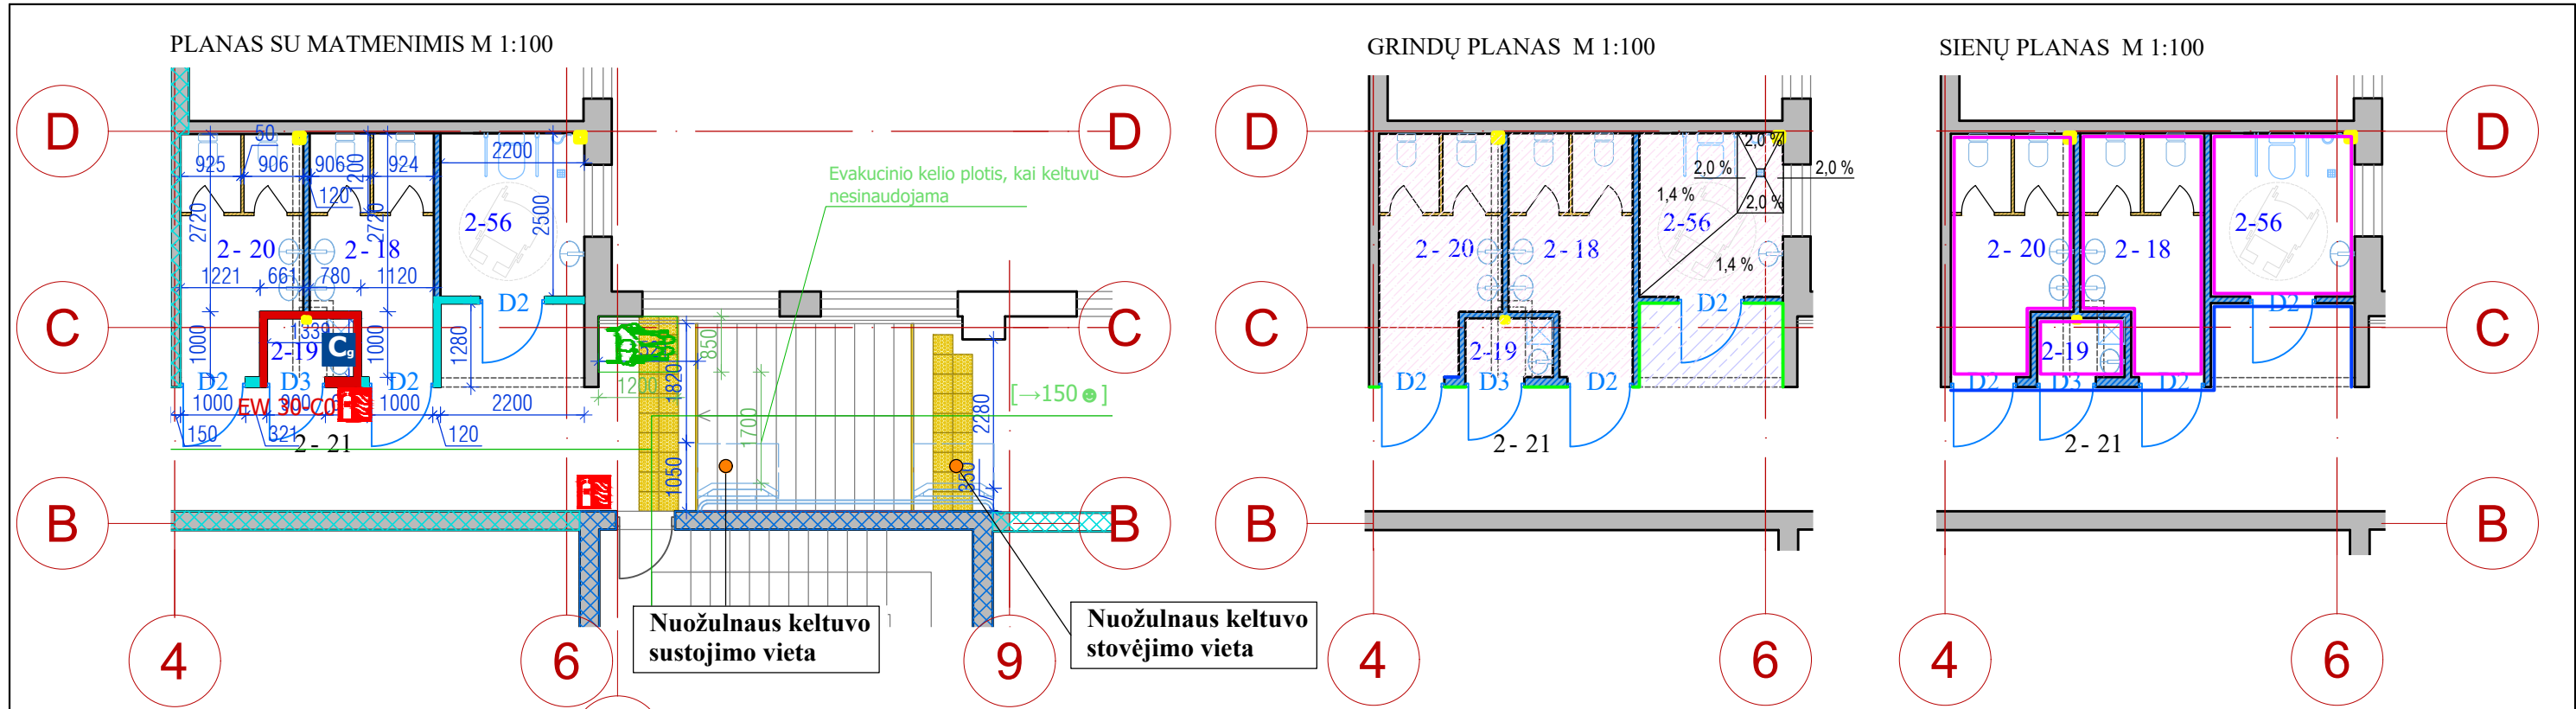 PLANAS SU MATMENIMIS M 1:100
D
D
50
925
906
906
924
1200
120
2200
2720
2720
2500
2-56
2- 20
2- 18
1221
661
780
1120
Evakucinio kelio plotis, kai keltuvu
nesinaudojama
C
C
D2
1000
1339
Cg
2-19
1000
1280
850
1820
1200
D2
D3
D2
1000
EW 30-C0
1000
2200
150
321
120
2- 21
1700
2280
[→150☻]
1050
350
B
B
Nuožulnaus keltuvo
sustojimo vieta
Nuožulnaus keltuvo
stovėjimo vieta
4
6
9
GRINDŲ PLANAS M 1:100
D
2,0 %
2,0 %
2,0 %
2,0 %
1,4 %
2-56
2- 20
2- 18
1,4 %
C
D2
2-19
D2
D3
D2
2- 21
B
4
6
SIENŲ PLANAS M 1:100
D
2- 20
2- 18
2-56
D2
C
2-19
D2
D3
D2
2- 21
B
4
6